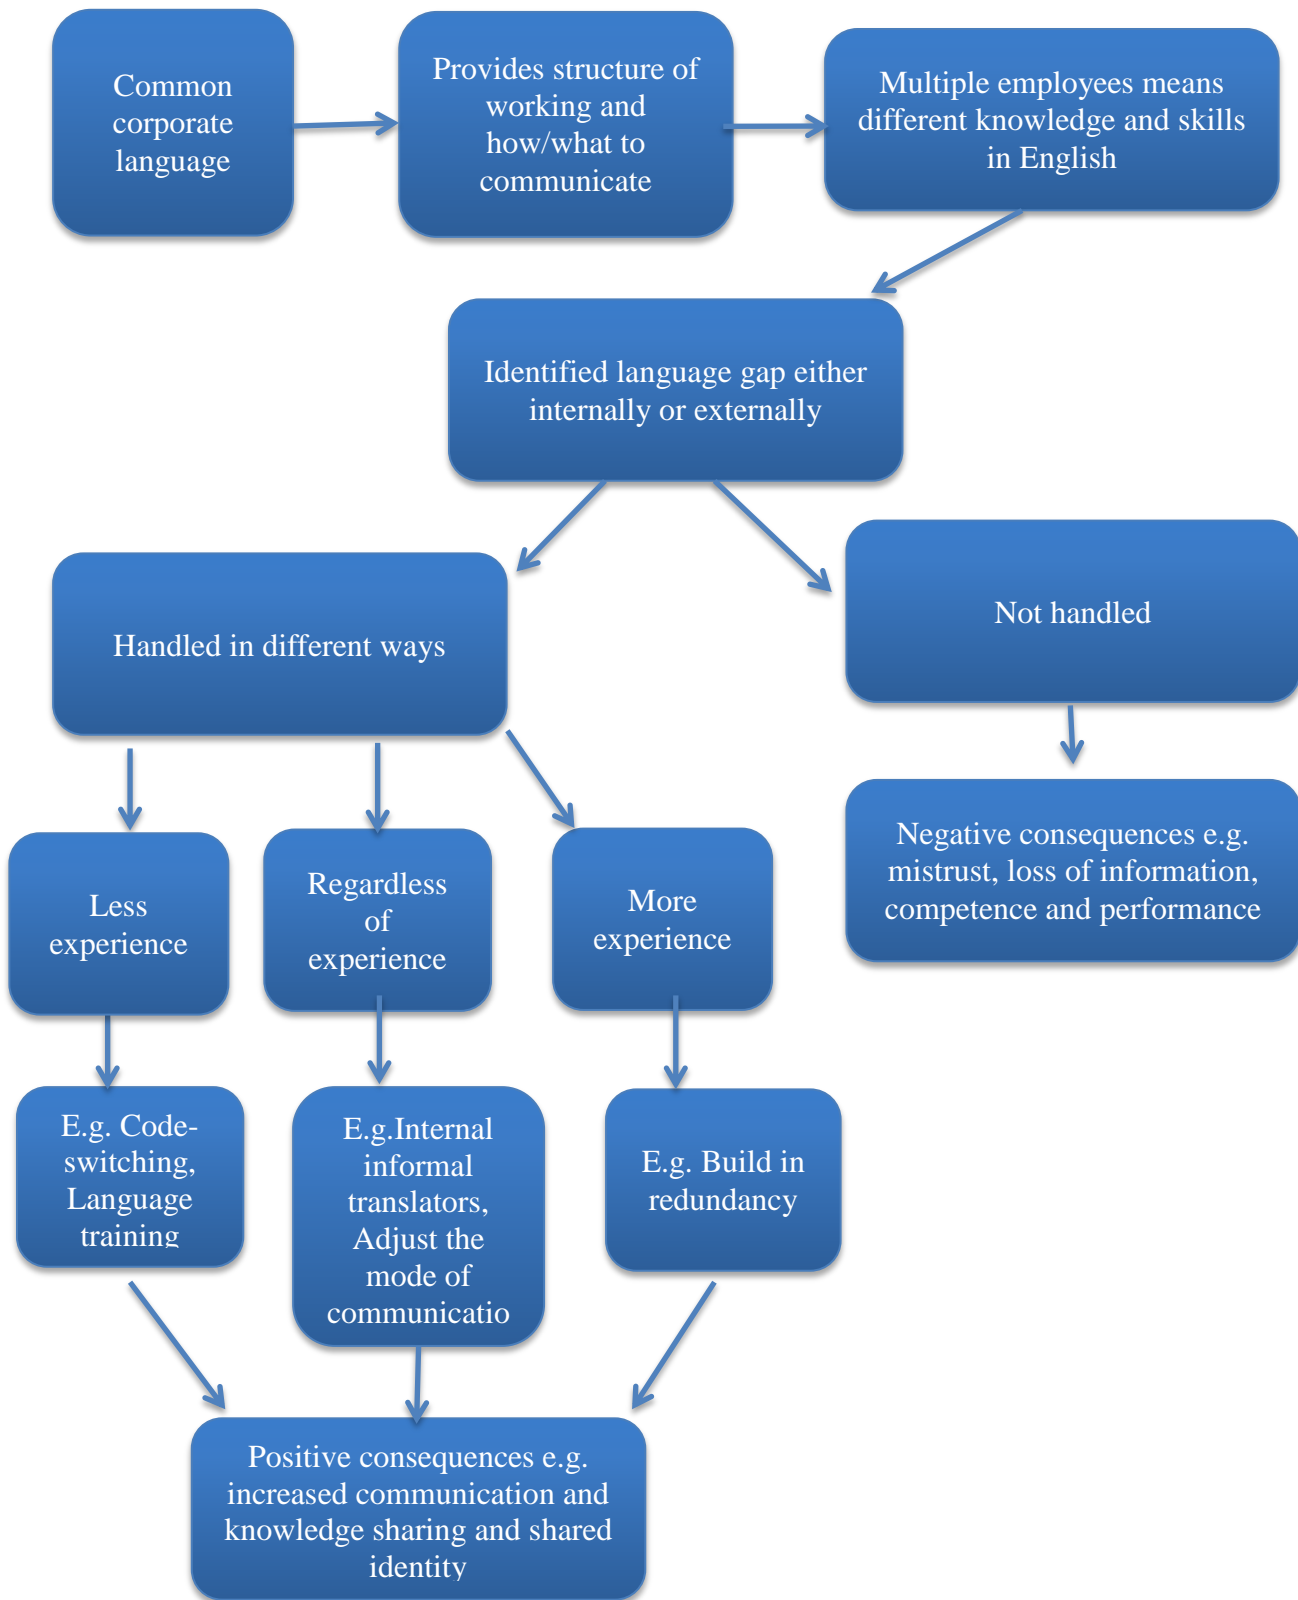 Common
corporate
language
Provides structure of
working and
how/what to
communicate
Multiple employees means
different knowledge and skills
in English
Identified language gap either
internally or externally
Handled in different ways
Not handled
Less
experience
Regardless
of
experience
More
experience
Negative consequences e.g.
mistrust, loss of information,
competence and performance
E.g. Code-
switching,
Language
training
E.g.Internal
informal
translators,
Adjust the
mode of
communicatio
E.g. Build in
redundancy
Positive consequences e.g.
increased communication and
knowledge sharing and shared
identity